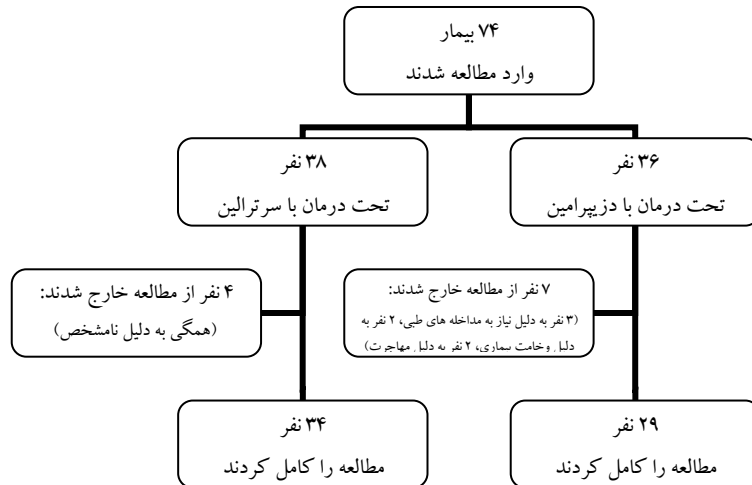 ۷۴ بیمار
وارد مطالعه شدند
۳۶ نفر
تحت درمان با دزیپرامین
۳۸ نفر
تحت درمان با سرترالین
۷ نفر از مطالعه خارج شدند:
(۳ نفر به دلیل نیاز به مداخله های طبی، ۲ نفر به
دلیل وخامت بیماری، ۲ نفر به دلیل مهاجرت)
۴ نفر از مطالعه خارج شدند:
(همگی به دلیل نامشخص)
۲۹ نفر
مطالعه را کامل کردند
۳۴ نفر
مطالعه را کامل کردند